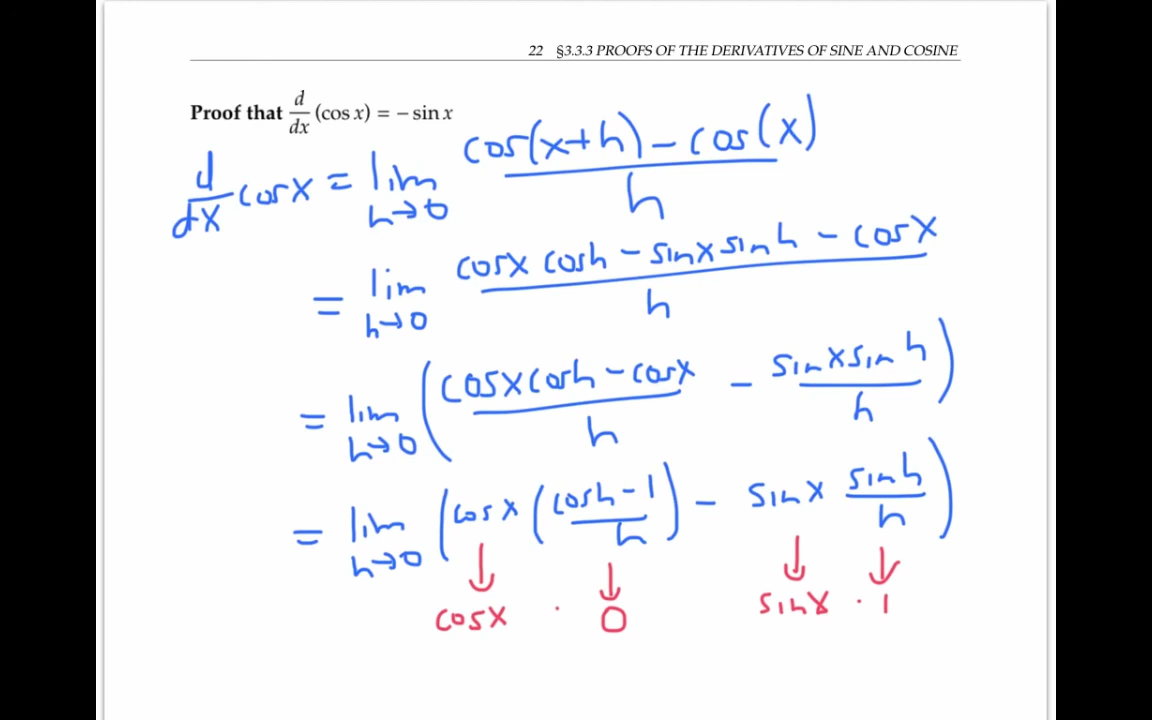 22 §3.3.3 PROOFS OF THE DERIVATIVES OF SINE AND COSINE
Proof that d/dx (cos x) = − sin x
d/dx cos x = lim h→0 (cos(x+h) − cos(x))/h
= lim h→0 (cos x cos h − sin x sin h − cos x)/h
= lim h→0 ((cos x cos h − cos x)/h − (sin x sin h)/h)
= lim h→0 (cos x ((cos h − 1)/h) − sin x (sin h)/h)
↓ ↓ ↓ ↓
cos x · 0 sin x · 1